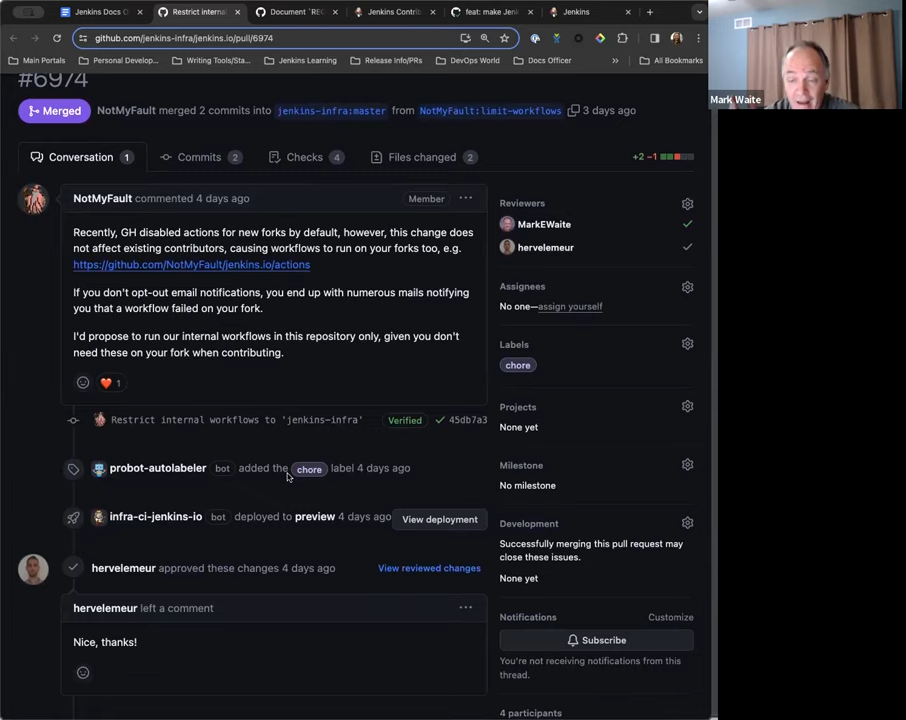 Jenkins Docs C
Restrict internal
Document `REC
Jenkins Contrib
feat: make Jenk
Jenkins
github.com/jenkins-infra/jenkins.io/pull/6974
Main Portals
Personal Develop...
Writing Tools/Sta...
Jenkins Learning
Release info/PRs
DevOps World
Docs Officer
»
All Bookmarks
Mark Waite
#6974
Merged
NotMyFault merged 2 commits into jenkins-infra:master from NotMyFault:limit-workflows 3 days ago
Conversation 1
Commits 2
Checks 4
Files changed 2
+2 −1
NotMyFault commented 4 days ago
Member
Recently, GH disabled actions for new forks by default, however, this change does
not affect existing contributors, causing workflows to run on your forks too, e.g.
https://github.com/NotMyFault/jenkins.io/actions
If you don't opt-out email notifications, you end up with numerous mails notifying
you that a workflow failed on your fork.
I'd propose to run our internal workflows in this repository only, given you don't
need these on your fork when contributing.
1
Restrict internal workflows to 'jenkins-infra'
Verified
45db7a3
probot-autolabeler bot added the chore label 4 days ago
infra-ci-jenkins-io bot deployed to preview 4 days ago
View deployment
hervelemeur approved these changes 4 days ago
View reviewed changes
hervelemeur left a comment
Nice, thanks!
Reviewers
MarkEWaite
hervelemeur
Assignees
No one—assign yourself
Labels
chore
Projects
None yet
Milestone
No milestone
Development
Successfully merging this pull request may
close these issues.
None yet
Notifications
Customize
Subscribe
You're not receiving notifications from this
thread.
4 participants